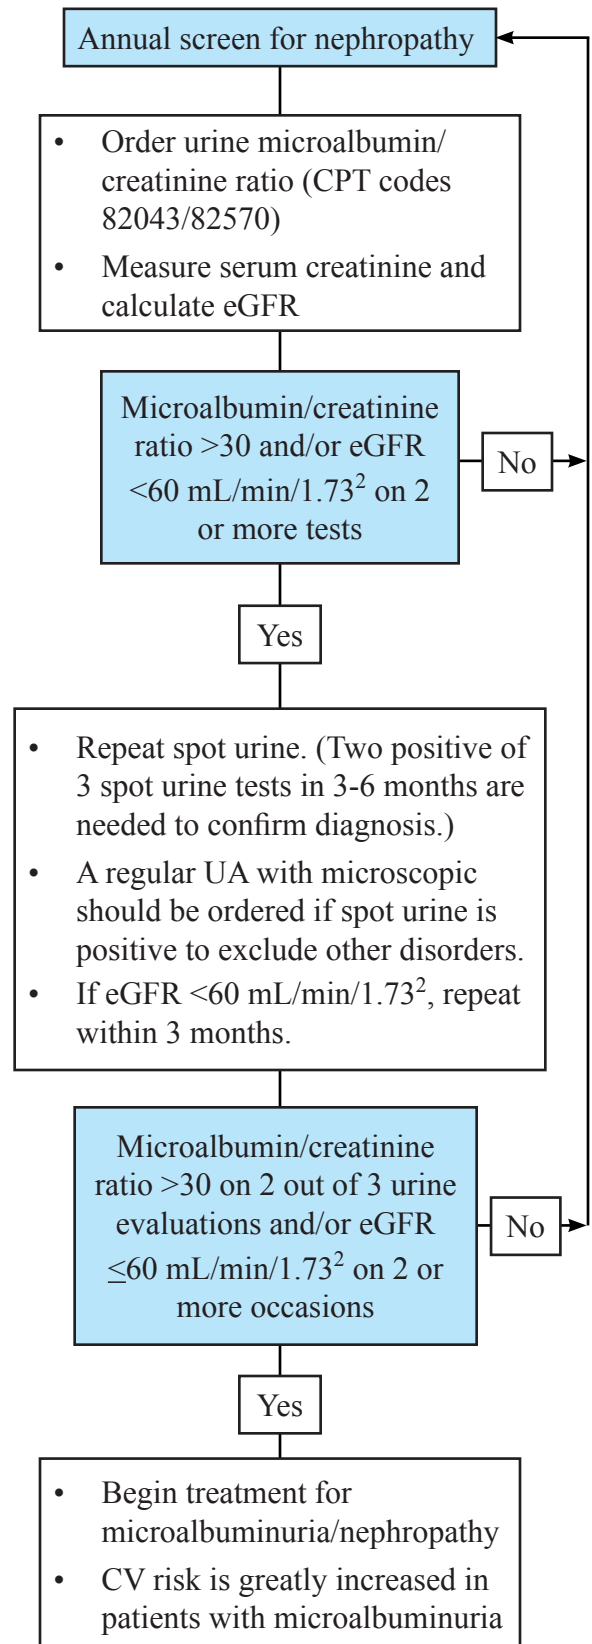 Annual screen for nephropathy
• Order urine microalbumin/
creatinine ratio (CPT codes
82043/82570)
• Measure serum creatinine and
calculate eGFR
Microalbumin/creatinine
ratio >30 and/or eGFR
<60 mL/min/1.73² on 2
or more tests
No
Yes
• Repeat spot urine. (Two positive of
3 spot urine tests in 3-6 months are
needed to confirm diagnosis.)
• A regular UA with microscopic
should be ordered if spot urine is
positive to exclude other disorders.
• If eGFR <60 mL/min/1.73², repeat
within 3 months.
Microalbumin/creatinine
ratio >30 on 2 out of 3 urine
evaluations and/or eGFR
≤60 mL/min/1.73² on 2 or
more occasions
No
Yes
• Begin treatment for
microalbuminuria/nephropathy
• CV risk is greatly increased in
patients with microalbuminuria